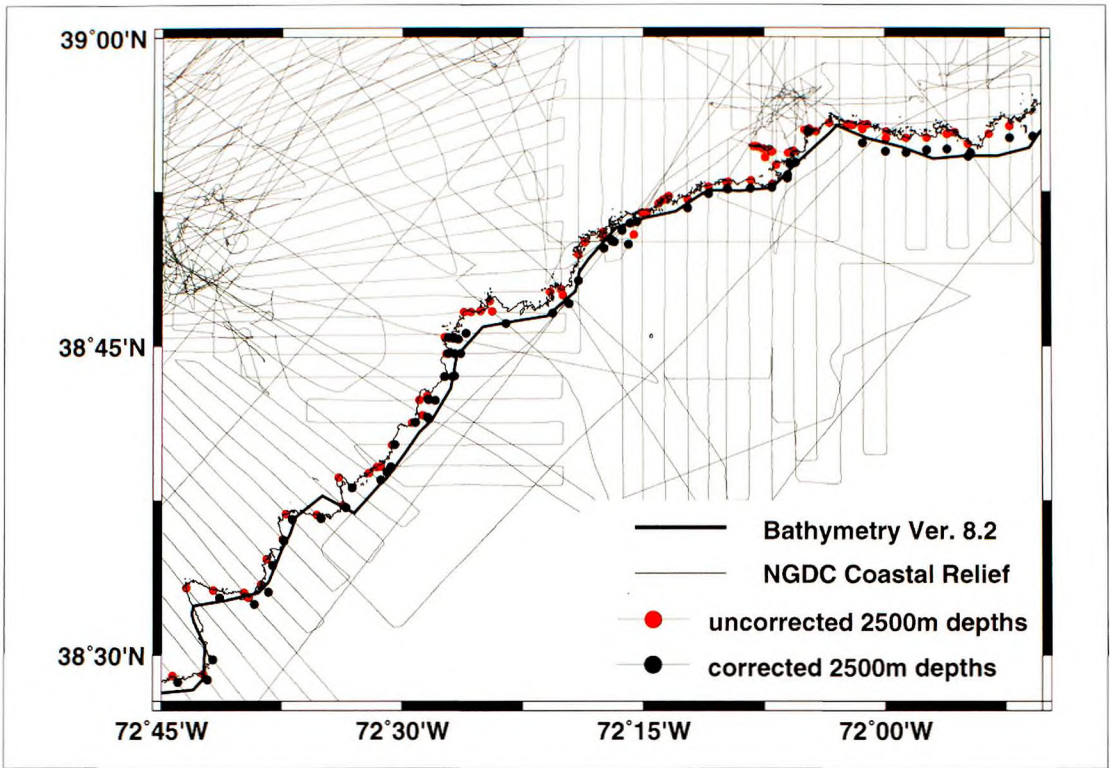 39°00'N
38°45'N
38°30'N
72°45'W 72°30'W 72°15'W 72°00'W
Bathymetry Ver. 8.2
NGDC Coastal Relief
uncorrected 2500m depths
corrected 2500m depths